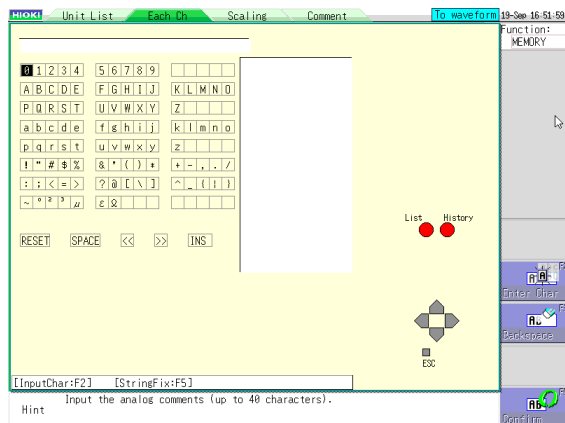 HIOKI Unit List Each Ch Scaling Comment To waveform 19-Sep 16:51:59
Function:
MEMORY
0 1 2 3 4 5 6 7 8 9
A B C D E F G H I J K L M N O
P Q R S T U V W X Y Z
a b c d e f g h i j k l m n o
p q r s t u v w x y z
! " # $ % & ' ( ) * + - , . /
: ; < = > ? @ [ \ ] ^ _ { | }
~ ° ² ³ μ ε Ω
List History
RESET SPACE << >> INS
Enter Char
Backspace
ESC
[InputChar:F2] [StringFix:F5]
Input the analog comments (up to 40 characters).
Hint
Confirm